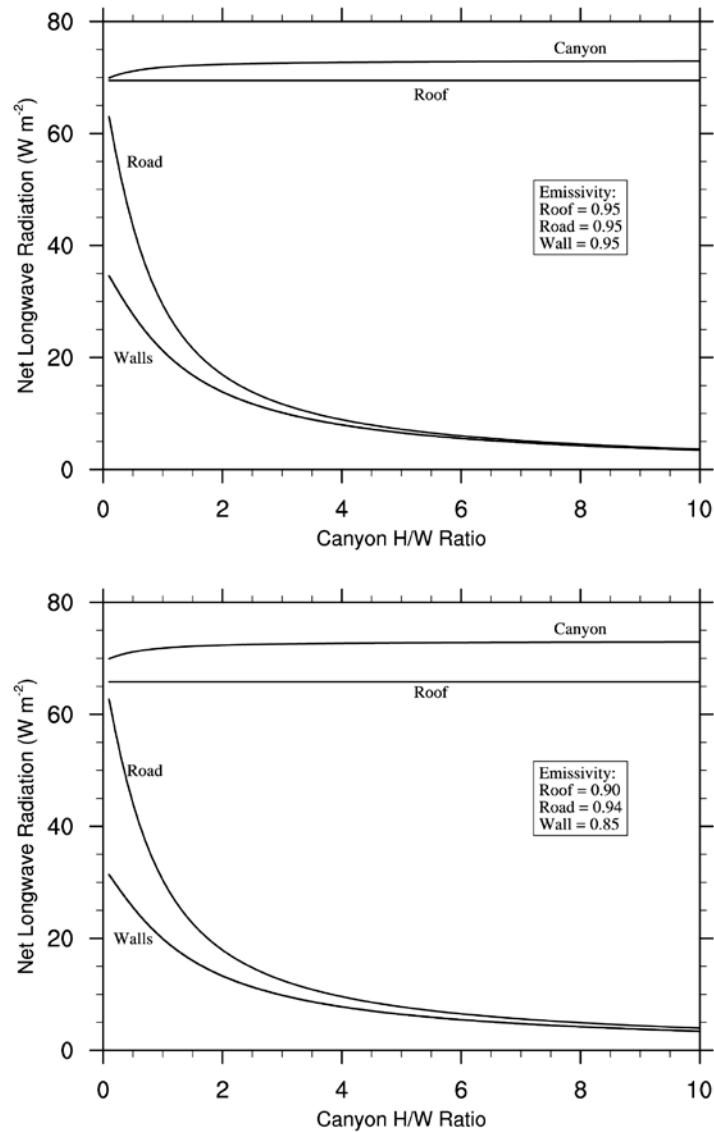 80
60
40
20
0
Net Longwave Radiation (W m-2)
Canyon
Roof
Road
Walls
Emissivity:
Roof = 0.95
Road = 0.95
Wall = 0.95
0 2 4 6 8 10
Canyon H/W Ratio
80
60
40
20
0
Net Longwave Radiation (W m-2)
Canyon
Roof
Road
Walls
Emissivity:
Roof = 0.90
Road = 0.94
Wall = 0.85
0 2 4 6 8 10
Canyon H/W Ratio